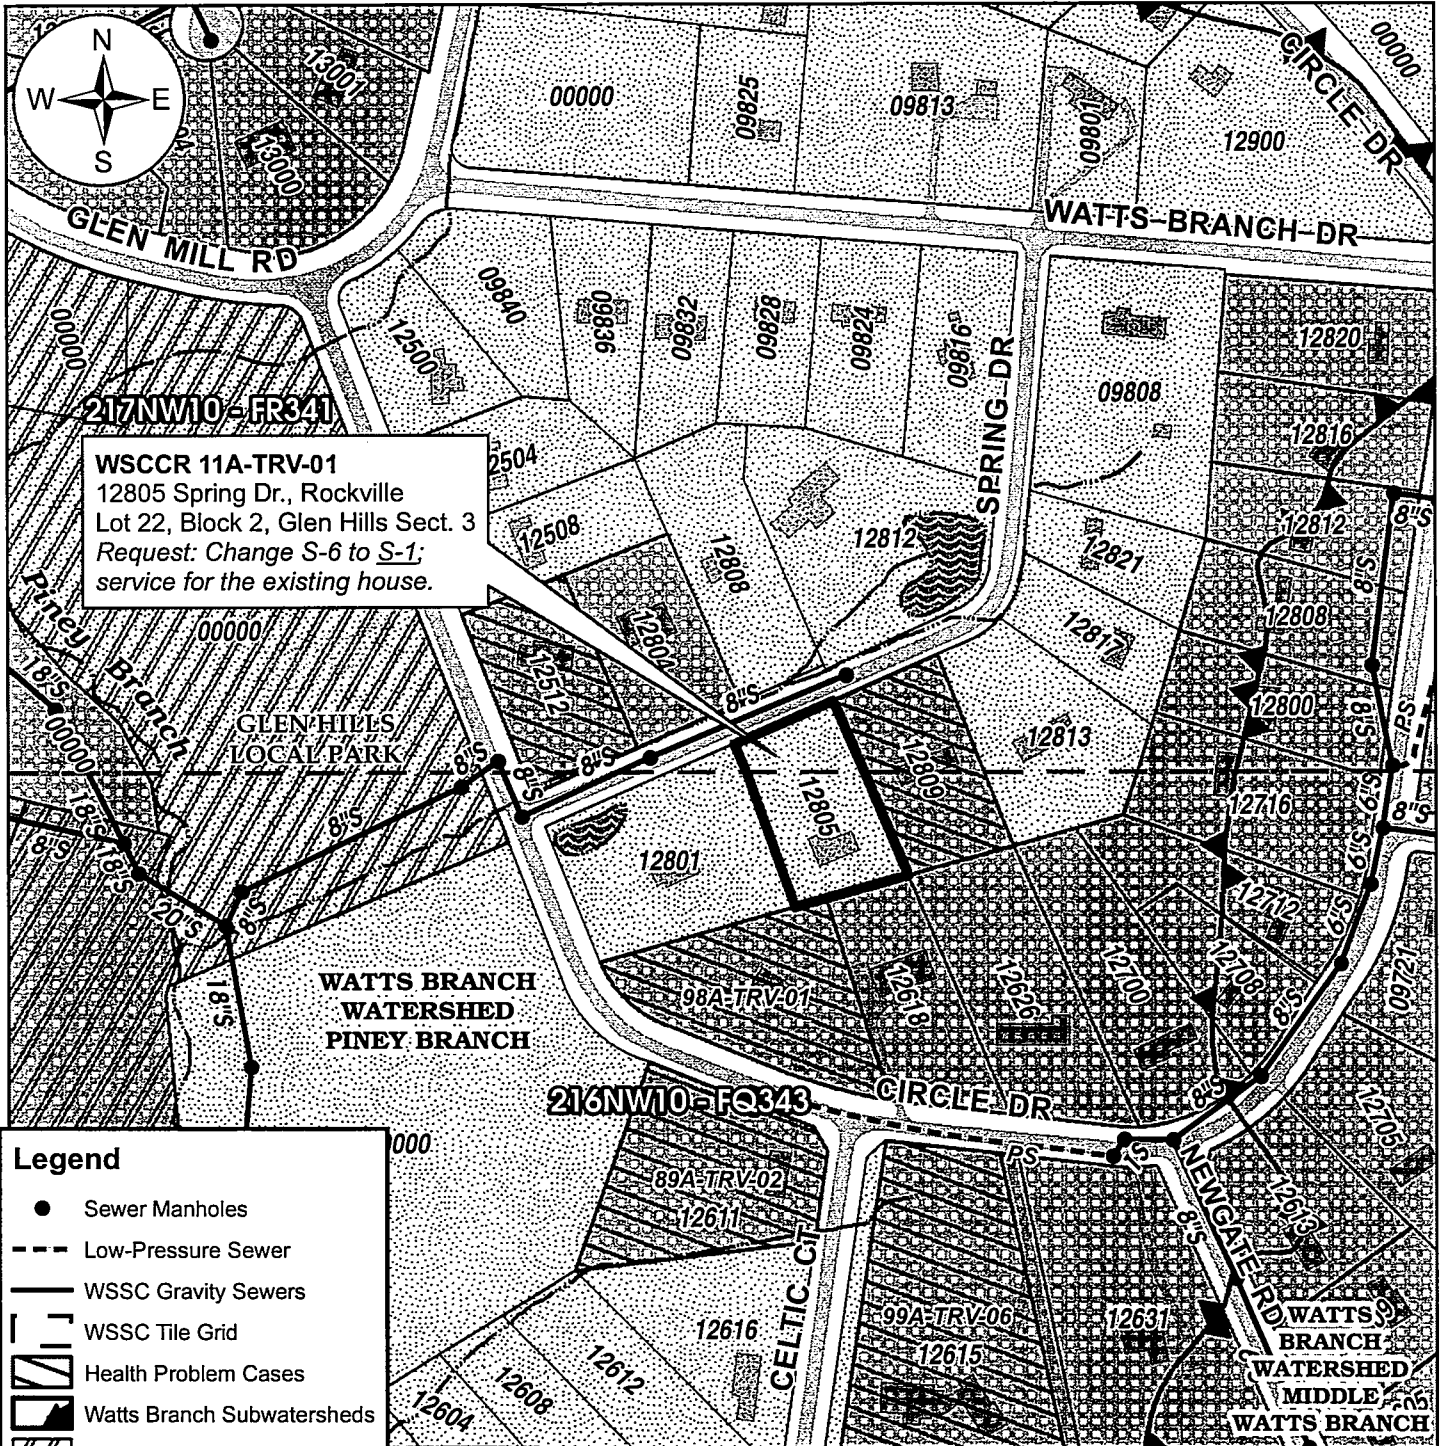 N
W
E
S
13001
13000
00000
09825
09813
09801
12900
00000
CIRCLE DR
GLEN MILL RD
WATTS BRANCH DR
00000
12500
09840
09836
09832
09828
09824
09816
SPRING DR
09808
12820
12816
12812
8"S
8"S
217NW10 - FR341
WSCCR 11A-TRV-01
12805 Spring Dr., Rockville
Lot 22, Block 2, Glen Hills Sect. 3
Request: Change S-6 to S-1;
service for the existing house.
2504
12508
12808
12812
12821
12817
12808
12800
12804
12512
00000
Piney Branch
18"S
00000
GLEN HILLS
LOCAL PARK
8"S
8"S
8"S
8"S
8"S
12813
12809
12805
12801
12716
8"S
PS
8"S
8"S
18"S
18"S
20"S
8"S
18"S
12712
12708
12700
12626
12618
98A-TRV-01
09721
8"S
8"S
WATTS BRANCH
WATERSHED
PINEY BRANCH
216NW10 - FQ343
CIRCLE DR
PS
NEWGATE RD
8"S
12705
12613
89A-TRV-02
12611
CELTIC CT
99A-TRV-06
12615
12631
12616
12612
12608
12604
WATTS
BRANCH
WATERSHED
MIDDLE
WATTS BRANCH
Legend
Sewer Manholes
Low-Pressure Sewer
WSSC Gravity Sewers
WSSC Tile Grid
Health Problem Cases
Watts Branch Subwatersheds